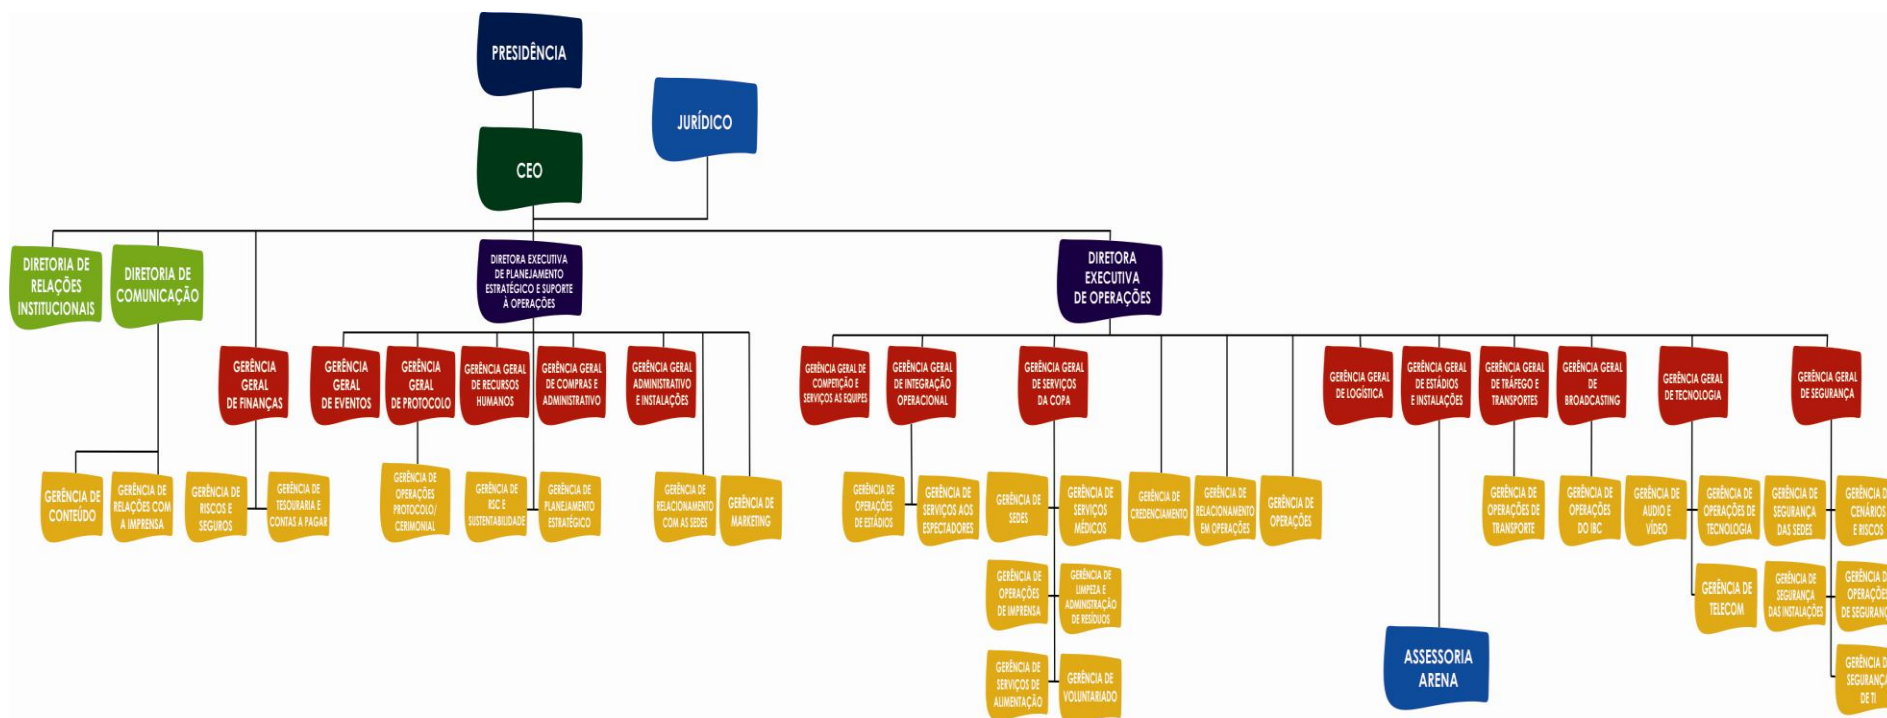 PRESIDÊNCIA
JURÍDICO
CEO
DIRETORIA DE
RELAÇÕES
INSTITUCIONAIS
DIRETORIA DE
COMUNICAÇÃO
DIRETORA EXECUTIVA
DE PLANEJAMENTO
ESTRATÉGICO E SUPORTE
À OPERAÇÕES
DIRETORA
EXECUTIVA
DE OPERAÇÕES
GERÊNCIA
GERAL
DE FINANÇAS
GERÊNCIA
GERAL
DE EVENTOS
GERÊNCIA
GERAL
DE PROTOCOLO
GERÊNCIA GERAL
DE RECURSOS
HUMANOS
GERÊNCIA GERAL
DE COMPRAS E
ADMINISTRATIVO
GERÊNCIA GERAL
ADMINISTRATIVO
E INSTALAÇÕES
GERÊNCIA GERAL DE
COMPETIÇÃO E
SERVIÇOS AS EQUIPES
GERÊNCIA GERAL
DE INTEGRAÇÃO
OPERACIONAL
GERÊNCIA GERAL
DE SERVIÇOS
DA COPA
GERÊNCIA GERAL
DE LOGÍSTICA
GERÊNCIA GERAL
DE ESTÁDIOS
E INSTALAÇÕES
GERÊNCIA GERAL
DE TRÁFEGO E
TRANSPORTES
GERÊNCIA GERAL
DE
BROADCASTING
GERÊNCIA GERAL
DE TECNOLOGIA
GERÊNCIA GERAL
DE SEGURANÇA
GERÊNCIA DE
CONTEÚDO
GERÊNCIA DE
RELAÇÕES COM
A IMPRENSA
GERÊNCIA DE
RISCOS E
SEGUROS
GERÊNCIA DE
TESOURARIA E
CONTAS A PAGAR
GERÊNCIA DE
OPERAÇÕES
PROTOCOLO/
CERIMONIAL
GERÊNCIA DE
RSC E
SUSTENTABILIDADE
GERÊNCIA DE
PLANEJAMENTO
ESTRATÉGICO
GERÊNCIA DE
RELACIONAMENTO
COM AS SEDES
GERÊNCIA DE
MARKETING
GERÊNCIA DE
OPERAÇÕES DE
ESTÁDIOS
GERÊNCIA DE
SERVIÇOS AOS
ESPECTADORES
GERÊNCIA DE
SEDES
GERÊNCIA DE
SERVIÇOS
MÉDICOS
GERÊNCIA DE
CREDENCIAMENTO
GERÊNCIA DE
RELACIONAMENTO
EM OPERAÇÕES
GERÊNCIA DE
OPERAÇÕES
GERÊNCIA DE
OPERAÇÕES DE
TRANSPORTE
GERÊNCIA DE
OPERAÇÕES
DO IBC
GERÊNCIA DE
AUDIO E
VÍDEO
GERÊNCIA DE
OPERAÇÕES DE
TECNOLOGIA
GERÊNCIA DE
SEGURANÇA
DAS SEDES
GERÊNCIA D
CENÁRIOS
E RISCOS
GERÊNCIA DE
OPERAÇÕES
DE IMPRENSA
GERÊNCIA DE
LIMPEZA E
ADMINISTRAÇÃO
DE RESÍDUOS
GERÊNCIA DE
TELECOM
GERÊNCIA DE
SEGURANÇA
DAS INSTALAÇÕES
GERÊNCIA D
OPERAÇÕES
DE SEGURANÇ
GERÊNCIA DE
SERVIÇOS DE
ALIMENTAÇÃO
GERÊNCIA DE
VOLUNTARIADO
ASSESSORIA
ARENA
GERÊNCIA D
SEGURANÇA
DE TI